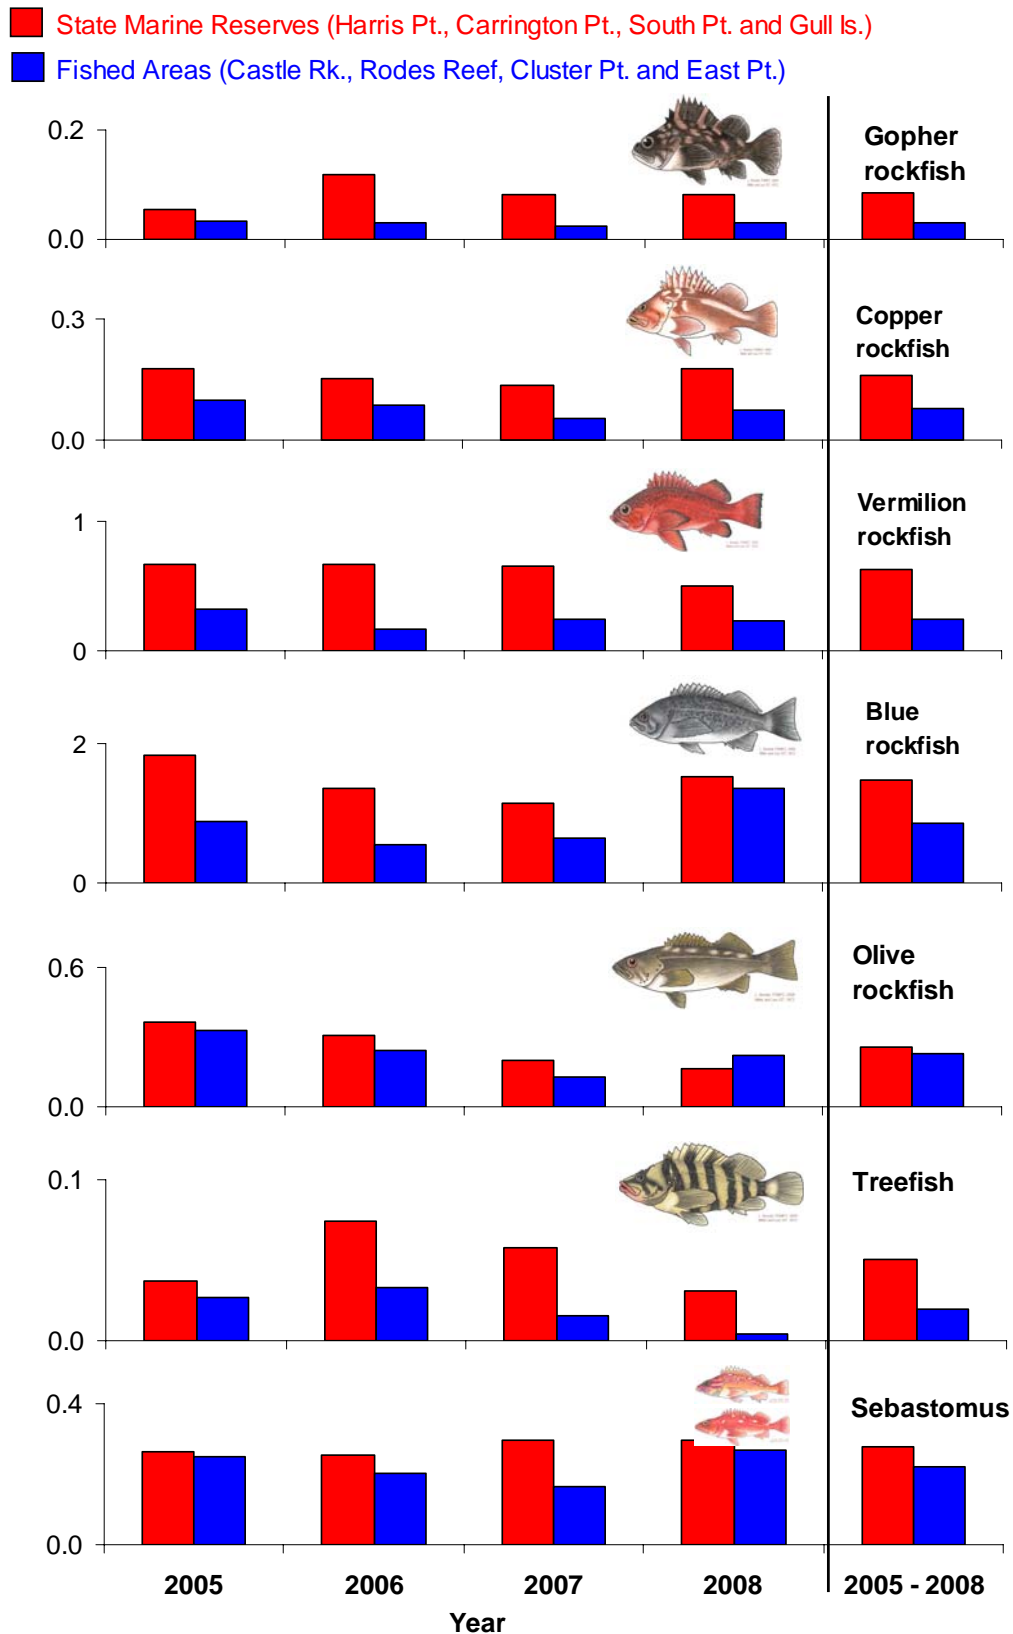 State Marine Reserves (Harris Pt., Carrington Pt., South Pt. and Gull Is.)
Fished Areas (Castle Rk., Rodes Reef, Cluster Pt. and East Pt.)
0.2
0.0
Gopher
rockfish
0.3
0.0
Copper
rockfish
1
0
Vermilion
rockfish
2
0
Blue
rockfish
0.6
0.0
Olive
rockfish
0.1
0.0
Treefish
0.4
0.0
Sebastomus
2005 2006 2007 2008 2005 - 2008
Year